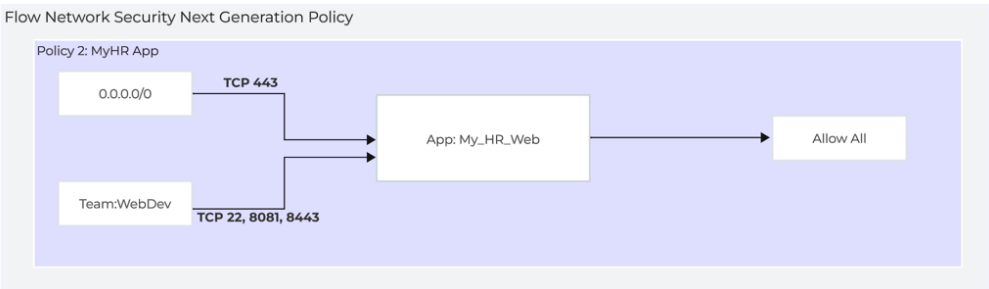 Flow Network Security Next Generation Policy
Policy 2: MyHR App
0.0.0.0/0
TCP 443
App: My_HR_Web
Allow All
Team:WebDev
TCP 22, 8081, 8443